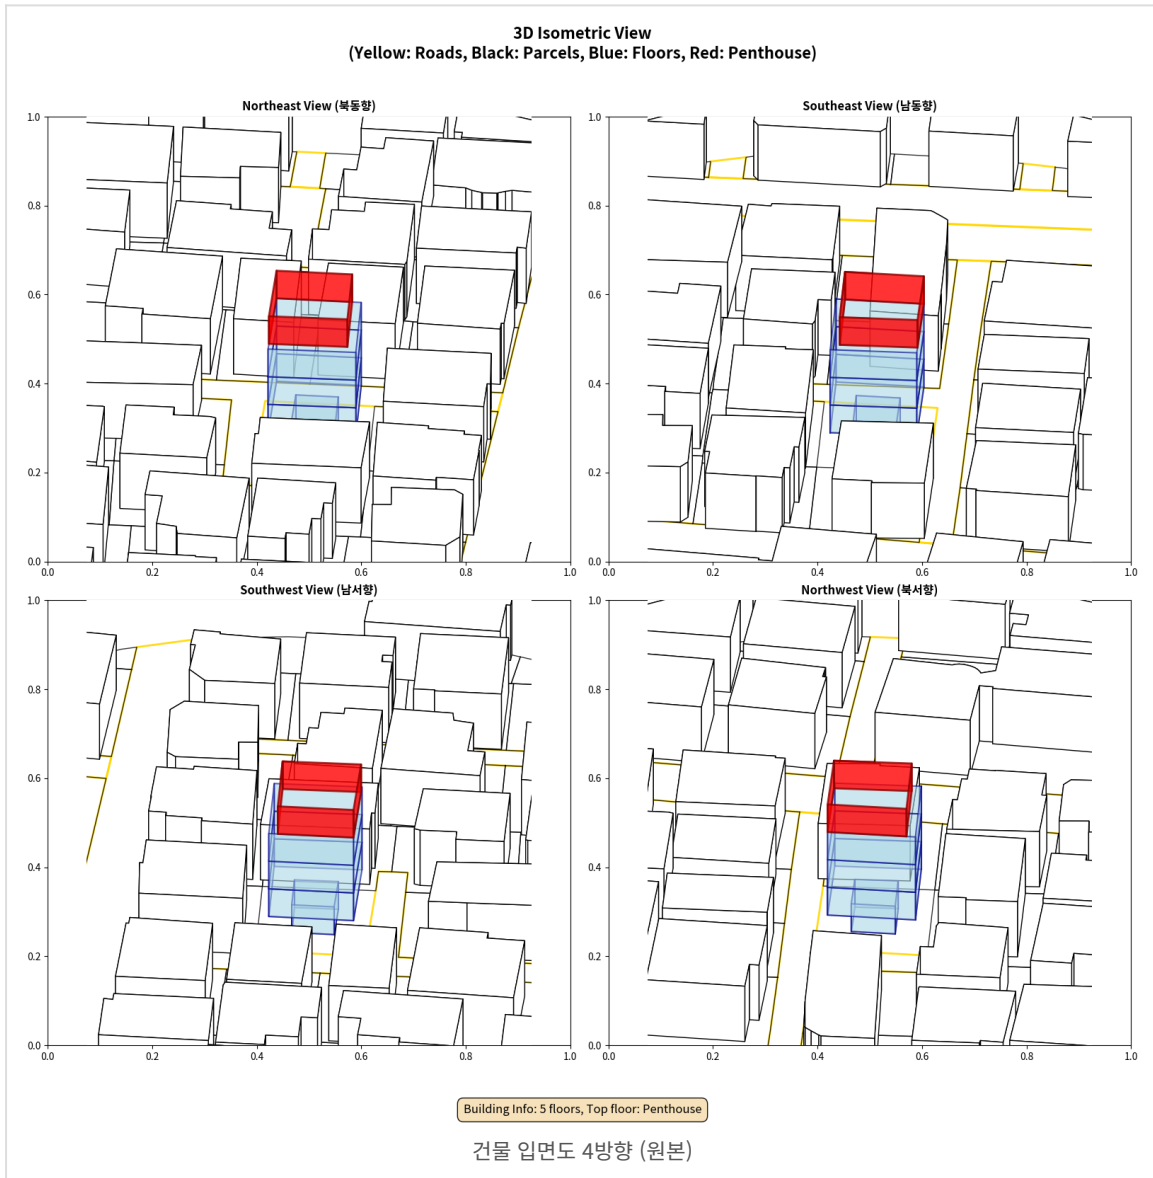 3D Isometric View
(Yellow: Roads, Black: Parcels, Blue: Floors, Red: Penthouse)
Northeast View (북동향)
1.0
0.8
0.6
0.4
0.2
0.0
0.0 0.2 0.4 0.6 0.8 1.0
Southeast View (남동향)
1.0
0.8
0.6
0.4
0.2
0.0
0.0 0.2 0.4 0.6 0.8 1.0
Southwest View (남서향)
1.0
0.8
0.6
0.4
0.2
0.0
0.0 0.2 0.4 0.6 0.8 1.0
Northwest View (북서향)
1.0
0.8
0.6
0.4
0.2
0.0
0.0 0.2 0.4 0.6 0.8 1.0
Building Info: 5 floors, Top floor: Penthouse
건물 입면도 4방향 (원본)